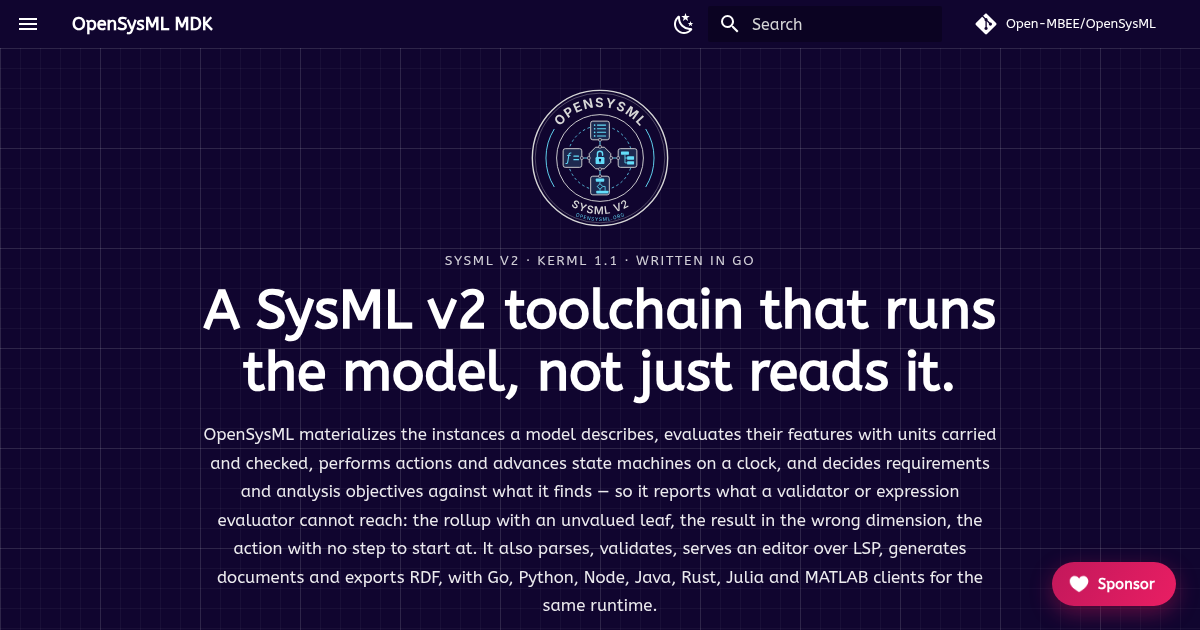 OpenSysML MDK
Search
Open-MBEE/OpenSysML
OPENSYSML
f=
SYSML V2
OPENSYSML.ORG
SYSML V2 · KERML 1.1 · WRITTEN IN GO
A SysML v2 toolchain that runs
the model, not just reads it.
OpenSysML materializes the instances a model describes, evaluates their features with units carried
and checked, performs actions and advances state machines on a clock, and decides requirements
and analysis objectives against what it finds — so it reports what a validator or expression
evaluator cannot reach: the rollup with an unvalued leaf, the result in the wrong dimension, the
action with no step to start at. It also parses, validates, serves an editor over LSP, generates
documents and exports RDF, with Go, Python, Node, Java, Rust, Julia and MATLAB clients for the
same runtime.
Sponsor